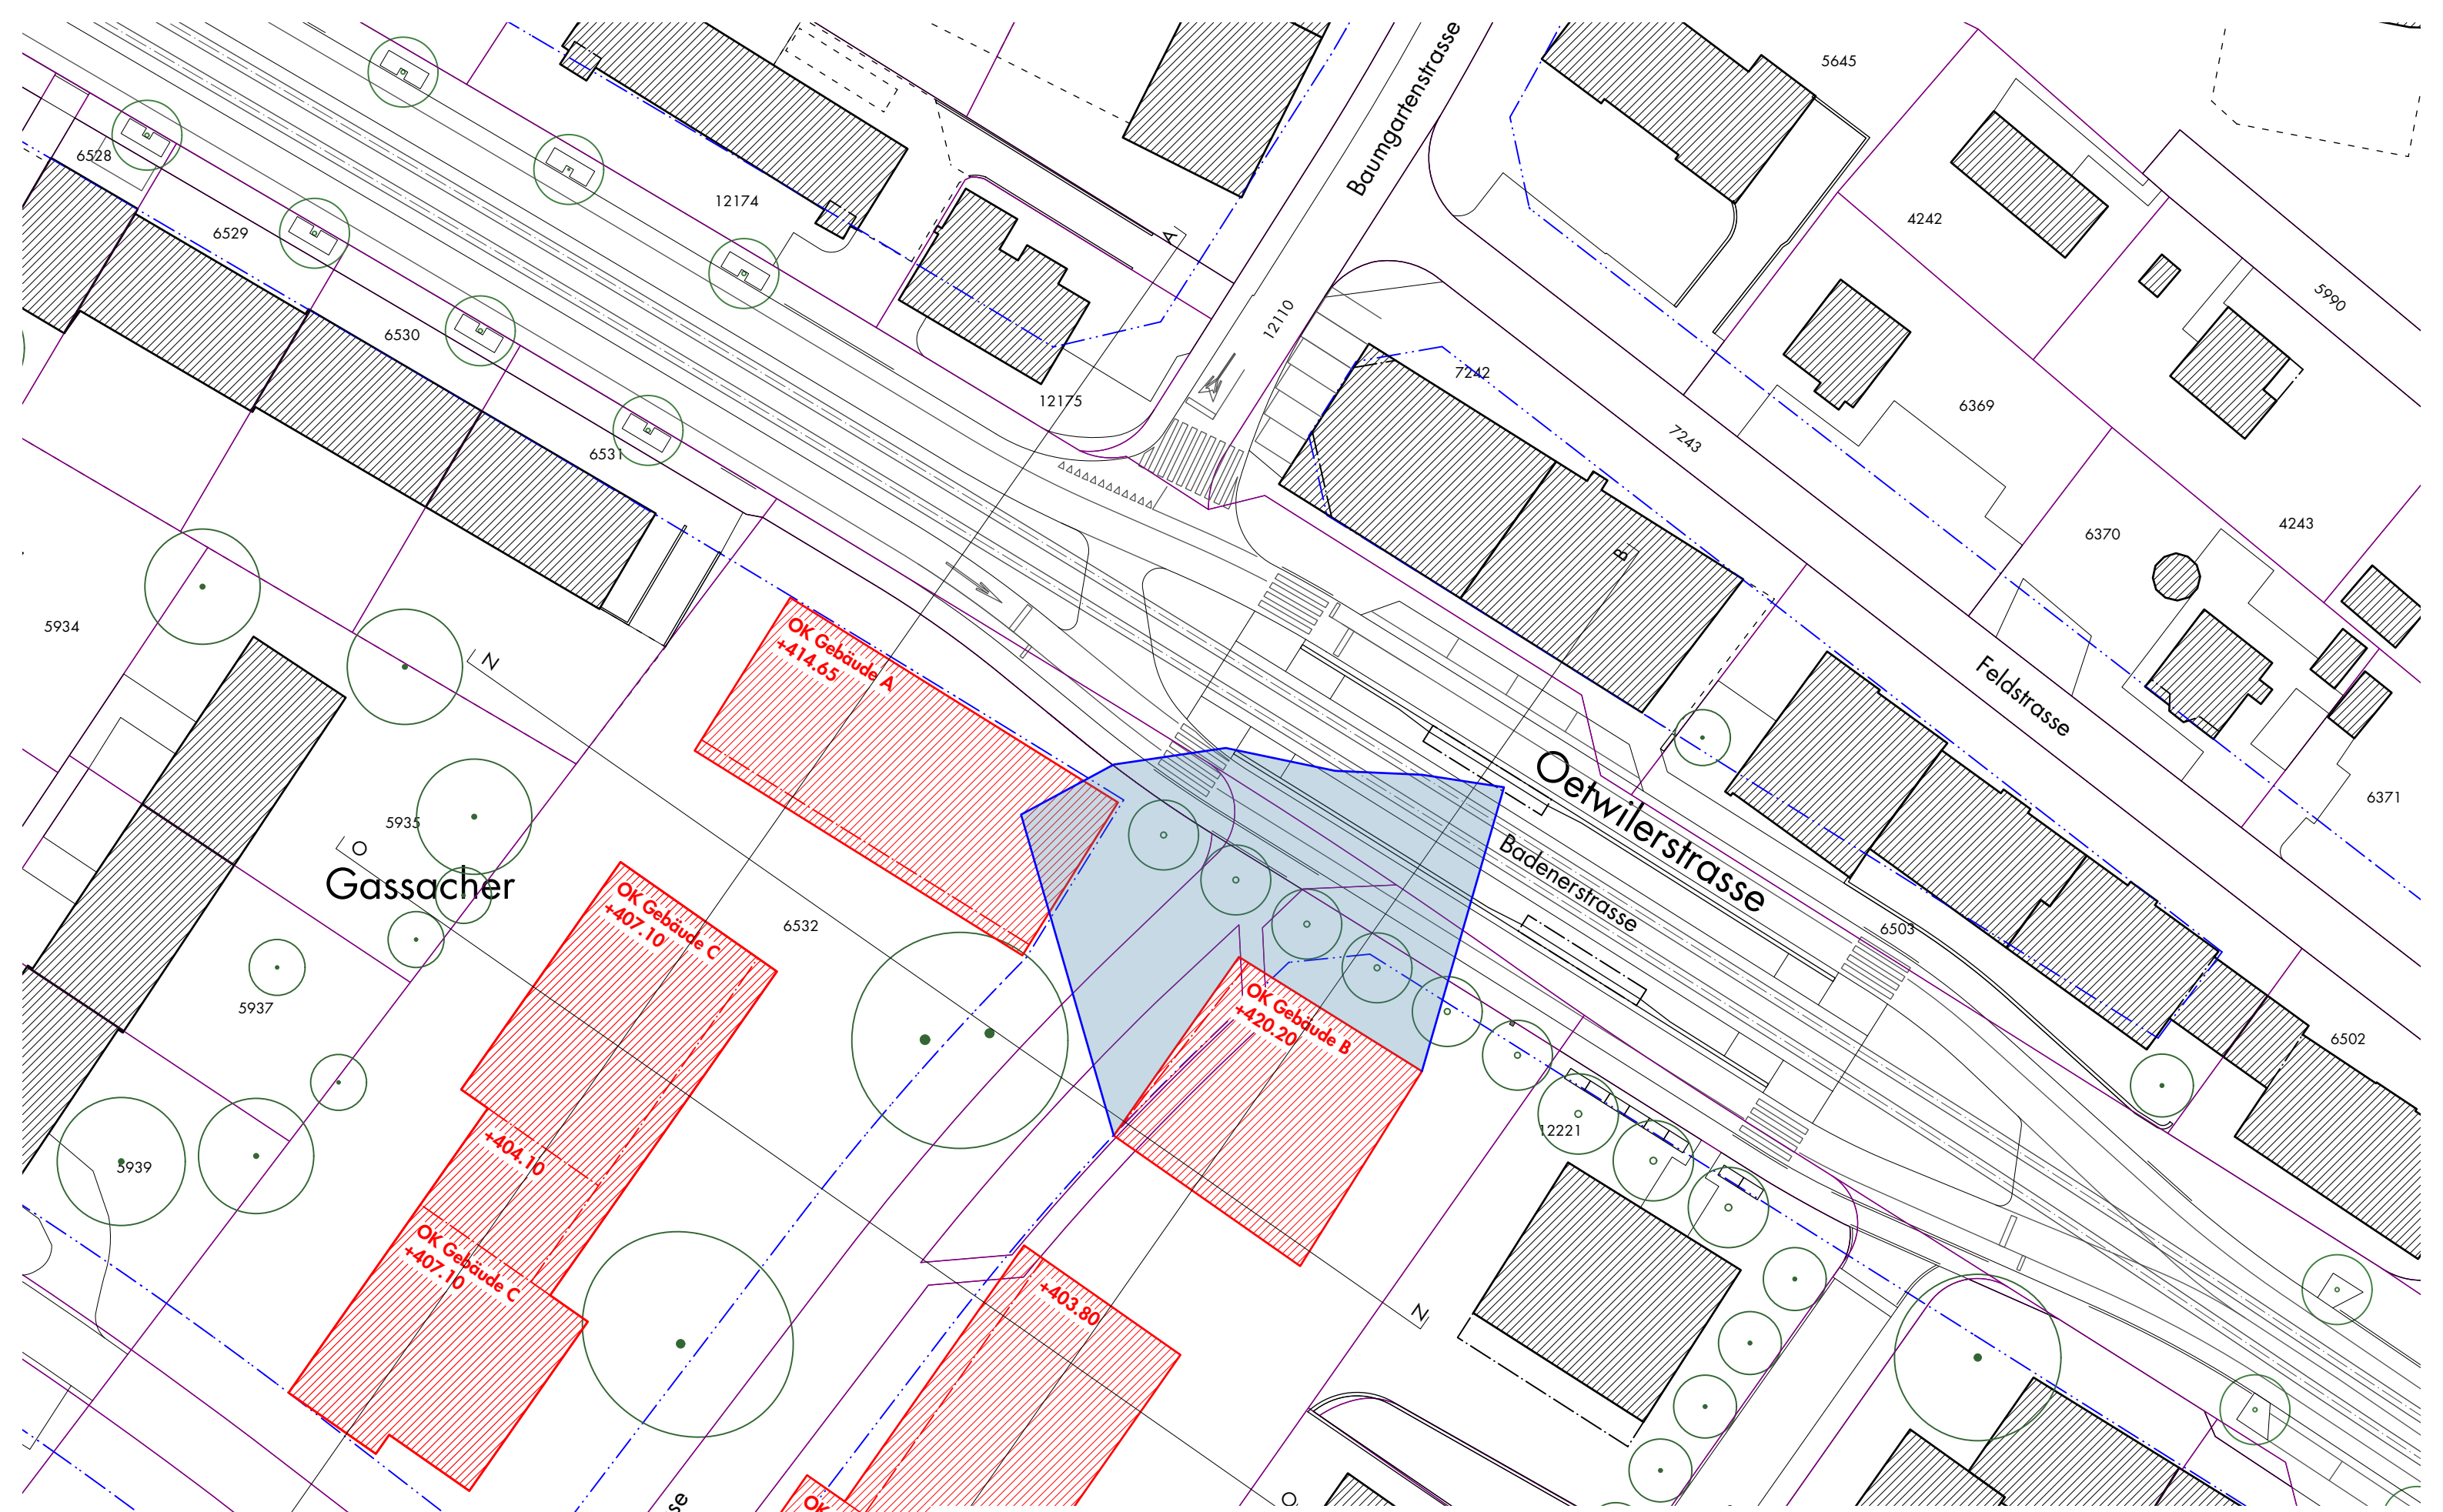 Baumgartenstrasse
5645
6528
12174
4242
6529
A
5990
12110
6530
7242
12175
6369
7243
6531
4243
6370
B
5934
N
OK Gebäude A
+414.65
Feldstrasse
Oetwilerstrasse
6371
5935
O
Gassacher
Badenerstrasse
OK Gebäude C
+407.10
6532
6503
5937
OK Gebäude B
+420.20
6502
12221
+404.10
5939
OK Gebäude C
+407.10
+403.80
N
O
se
OK